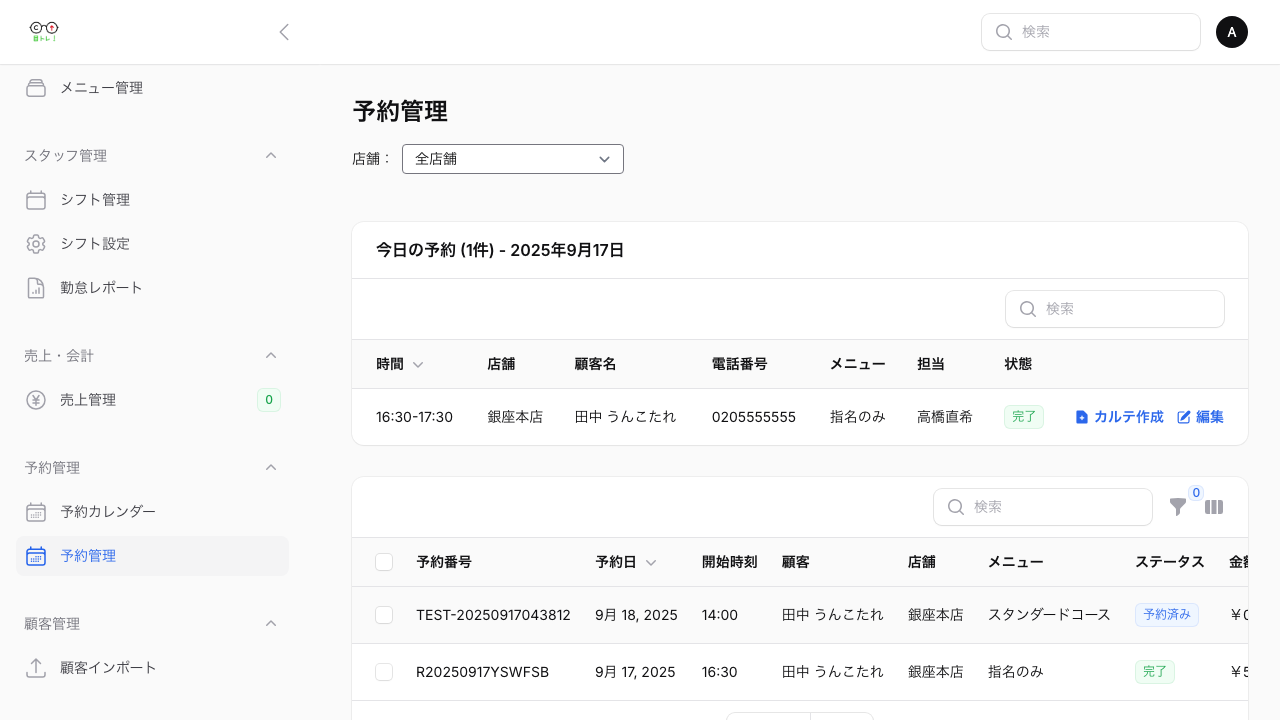 目トレ！
検索
A
メニュー管理
スタッフ管理
シフト管理
シフト設定
勤怠レポート
売上・会計
売上管理
0
予約管理
予約カレンダー
予約管理
顧客管理
顧客インポート
予約管理
店舗：
全店舗
今日の予約 (1件) - 2025年9月17日
検索
時間 店舗 顧客名 電話番号 メニュー 担当 状態
16:30-17:30 銀座本店 田中 うんこたれ 0205555555 指名のみ 高橋直希 完了 カルテ作成 編集
検索
0
予約番号 予約日 開始時刻 顧客 店舗 メニュー ステータス
TEST-20250917043812 9月 18, 2025 14:00 田中 うんこたれ 銀座本店 スタンダードコース 予約済み ￥0
R20250917YSWFSB 9月 17, 2025 16:30 田中 うんこたれ 銀座本店 指名のみ 完了 ￥5